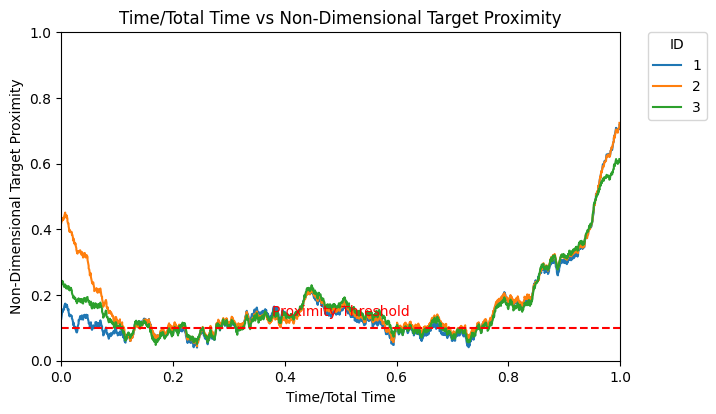 Time/Total Time vs Non-Dimensional Target Proximity
ID
1
2
3
1.0
0.8
0.6
0.4
0.2
0.0
Non-Dimensional Target Proximity
Proximity Threshold
0.0 0.2 0.4 0.6 0.8 1.0
Time/Total Time